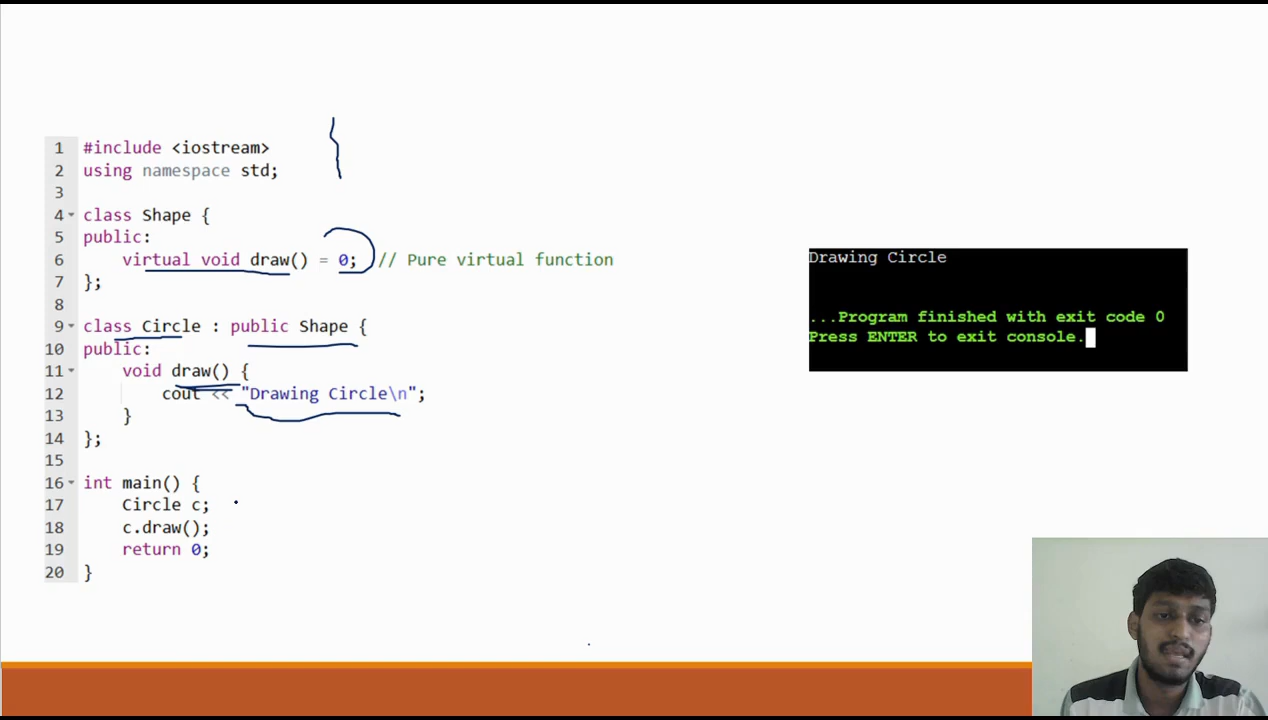 1 #include <iostream>
2 using namespace std;
3
4 class Shape {
5 public:
6 virtual void draw() = 0; // Pure virtual function
7 };
8
9 class Circle : public Shape {
10 public:
11 void draw() {
12 cout << "Drawing Circle\n";
13 }
14 };
15
16 int main() {
17 Circle c;
18 c.draw();
19 return 0;
20 }
Drawing Circle
...Program finished with exit code 0
Press ENTER to exit console.